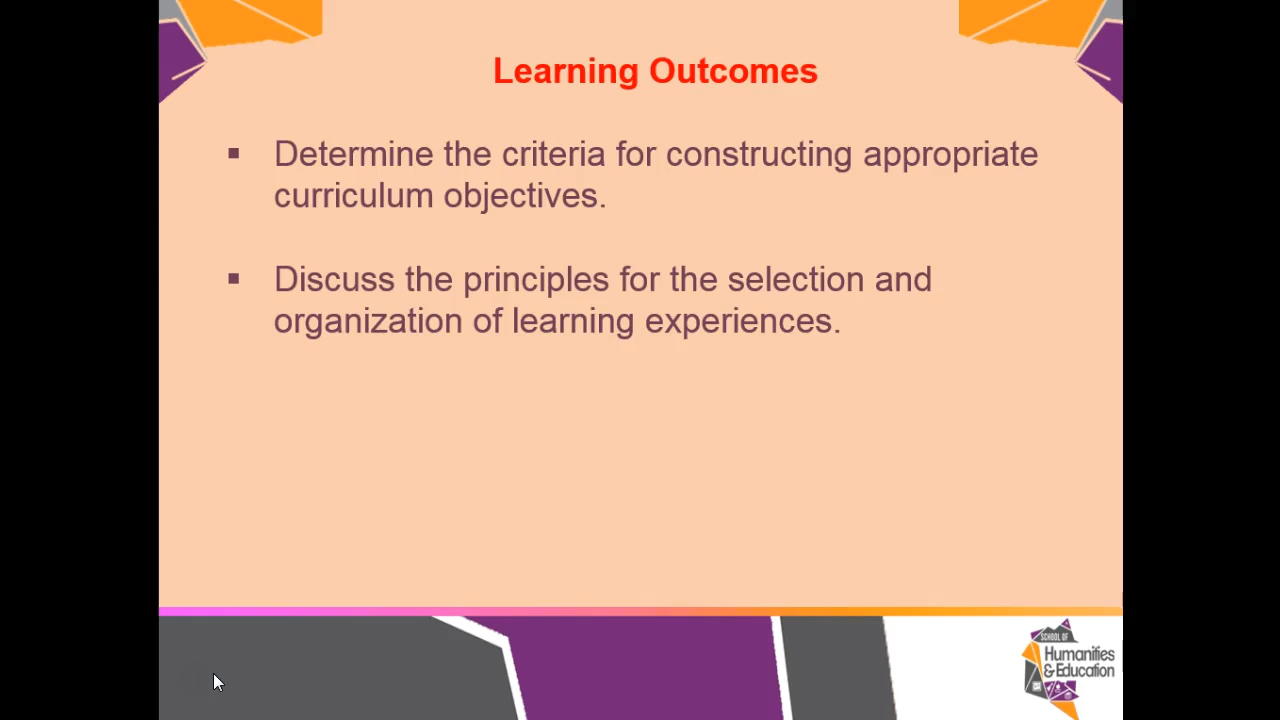 Learning Outcomes
▪ Determine the criteria for constructing appropriate
curriculum objectives.
▪ Discuss the principles for the selection and
organization of learning experiences.
SCHOOL OF
Humanities
& Education